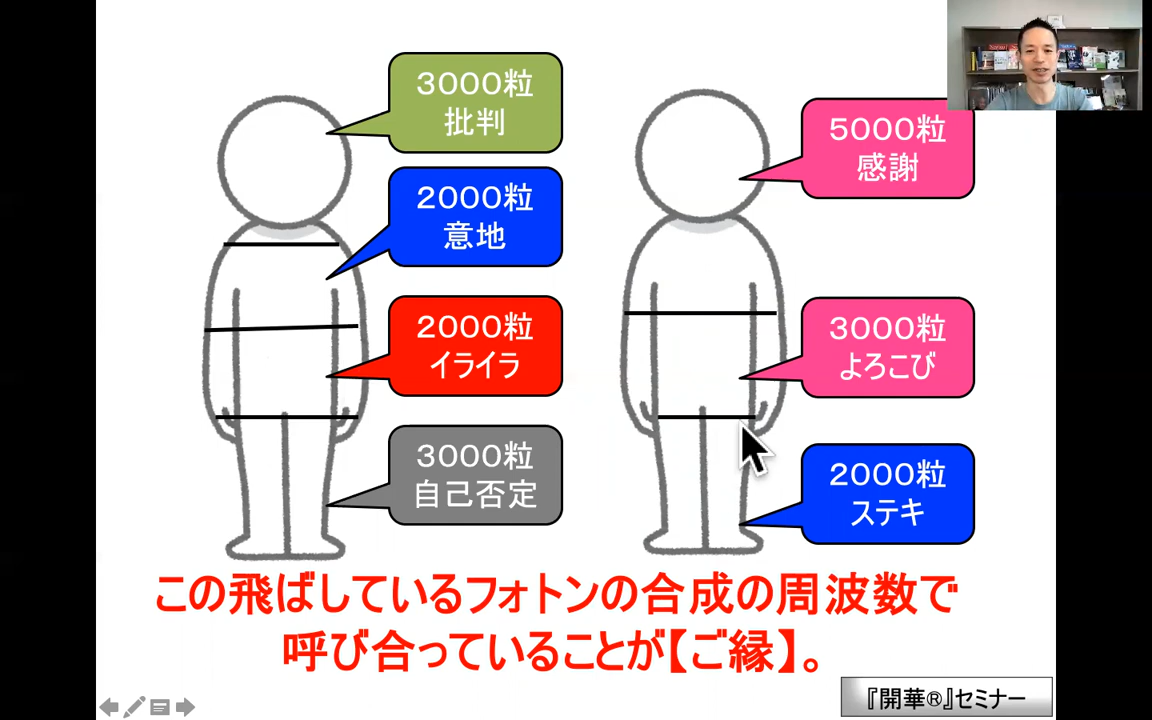 3000粒
批判
2000粒
意地
2000粒
イライラ
3000粒
自己否定
5000粒
感謝
3000粒
よろこび
2000粒
ステキ
この飛ばしているフォトンの合成の周波数で
呼び合っていることが【ご縁】。
『開華®』セミナー